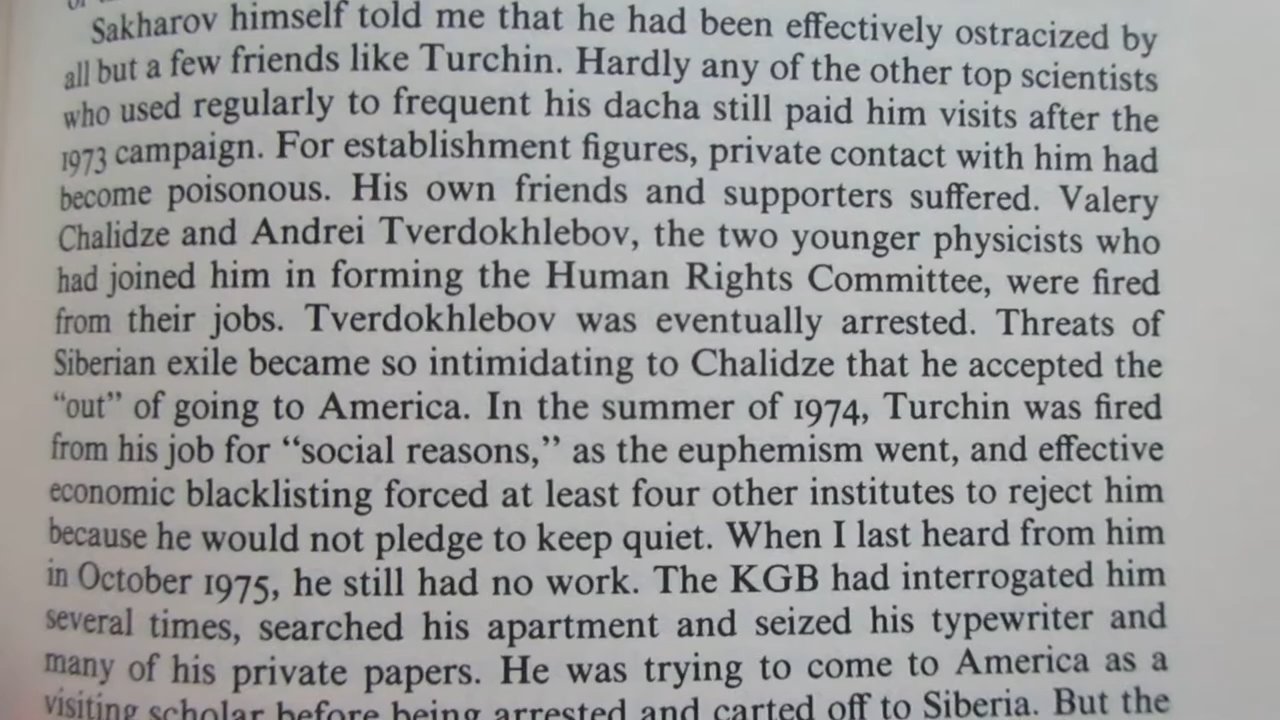 Sakharov himself told me that he had been effectively ostracized by
all but a few friends like Turchin. Hardly any of the other top scientists
who used regularly to frequent his dacha still paid him visits after the
1973 campaign. For establishment figures, private contact with him had
become poisonous. His own friends and supporters suffered. Valery
Chalidze and Andrei Tverdokhlebov, the two younger physicists who
had joined him in forming the Human Rights Committee, were fired
from their jobs. Tverdokhlebov was eventually arrested. Threats of
Siberian exile became so intimidating to Chalidze that he accepted the
“out” of going to America. In the summer of 1974, Turchin was fired
from his job for “social reasons,” as the euphemism went, and effective
economic blacklisting forced at least four other institutes to reject him
because he would not pledge to keep quiet. When I last heard from him
in October 1975, he still had no work. The KGB had interrogated him
several times, searched his apartment and seized his typewriter and
many of his private papers. He was trying to come to America as a
visiting scholar before being arrested and carted off to Siberia. But the